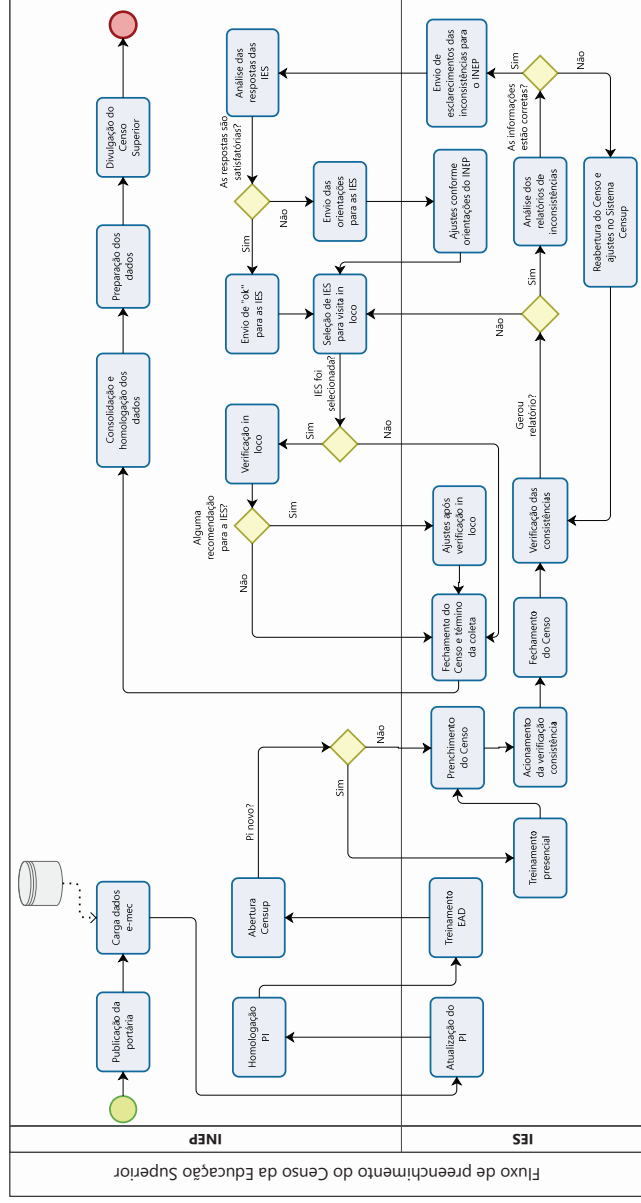 Fluxo de preenchimento do Censo da Educação Superior
INEP
IES
Publicação da
portária
Carga dados
e-mec
Homologação
PI
Atualização do
PI
Treinamento
EAD
Abertura
Censup
Pi novo?
Sim
Não
Treinamento
presencial
Prenchimento
do Censo
Acionamento
da verificação
consistência
Fechamento
do Censo
Verificação das
consistências
Gerou
relatório?
Sim
Não
Análise dos
relatórios de
inconsistências
As informações
estão corretas?
Sim
Não
Reabertura do Censo e
ajustes no Sistema
Censup
Envio de
esclarecimentos das
inconsistências para
o INEP
Análise das
respostas das
IES
As respostas são
satisfatórias?
Sim
Não
Envio de "ok"
para as IES
Envio das
orientações
para as IES
Ajustes conforme
orientações do INEP
Seleção de IES
para visita in
loco
IES foi
selecionada?
Sim
Não
Verificação in
loco
Alguma
recomendação
para a IES?
Sim
Não
Ajustes após
verificação in
loco
Fechamento do
Censo e término
da coleta
Consolidação e
homologação dos
dados
Preparação dos
dados
Divulgação do
Censo
Superior